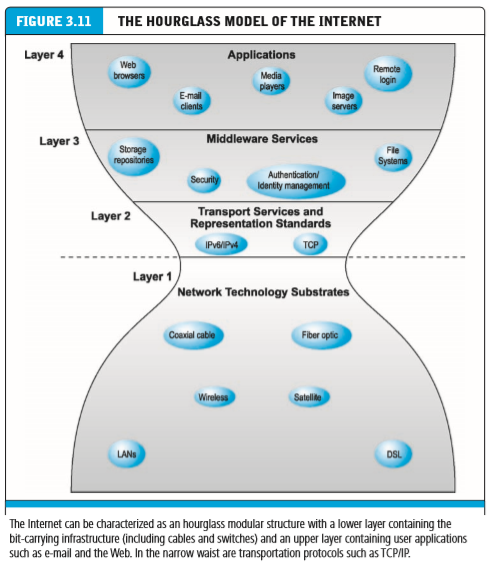 FIGURE 3.11 THE HOURGLASS MODEL OF THE INTERNET
Layer 4
Applications
Web
browsers
E-mail
clients
Media
players
Image
servers
Remote
login
Layer 3
Middleware Services
Storage
repositories
Security
Authentication/
Identity management
File
Systems
Layer 2
Transport Services and
Representation Standards
IPv6/IPv4
TCP
Layer 1
Network Technology Substrates
Coaxial cable
Fiber optic
Wireless
Satellite
LANs
DSL
The Internet can be characterized as an hourglass modular structure with a lower layer containing the
bit-carrying infrastructure (including cables and switches) and an upper layer containing user applications
such as e-mail and the Web. In the narrow waist are transportation protocols such as TCP/IP.